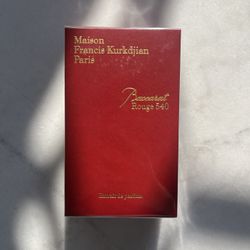 Maison
Francis Kurkdjian
Paris
Baccarat
Rouge 540
Extrait de parfum